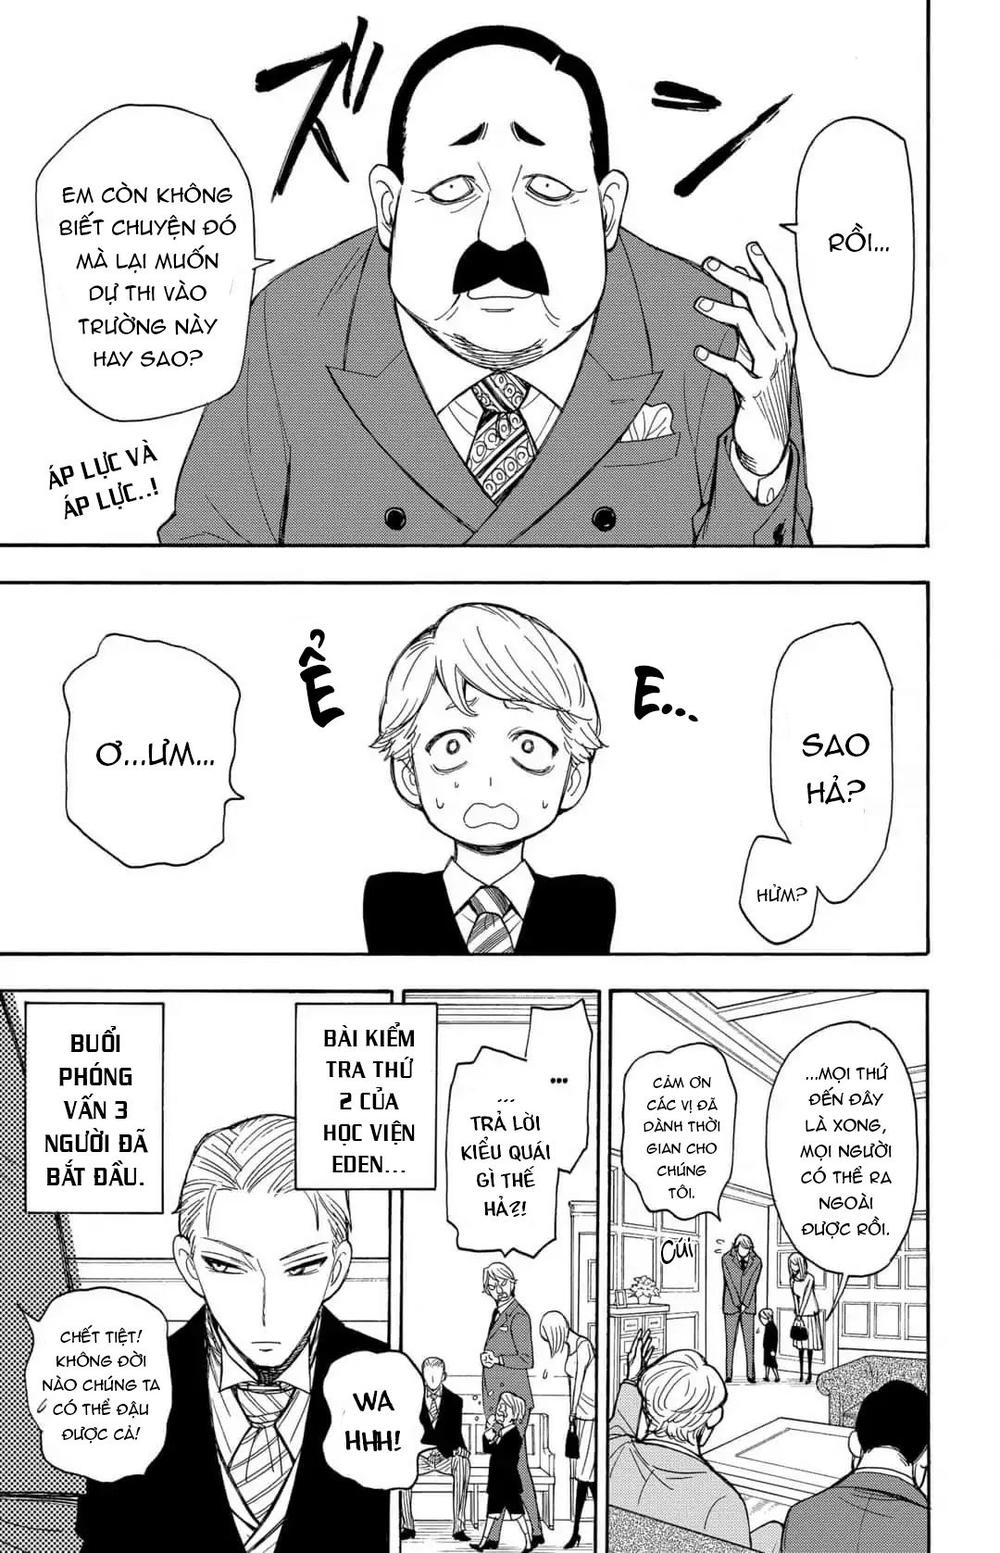 ズーン
RỒI...
EM CÒN KHÔNG
BIẾT CHUYỆN ĐÓ
MÀ LẠI MUỐN
DỰ THI VÀO
TRƯỜNG NÀY
HAY SAO?
ÁP LỰC VÀ
ÁP LỰC..!
SAO
HẢ?
HỬM?
E...
Ể
Ơ...ƯM...
...MỌI THỨ
ĐẾN ĐÂY
LÀ XONG,
MỌI NGƯỜI
CÓ THỂ RA
NGOÀI
ĐƯỢC RỒI.
CẢM ƠN
CÁC VỊ ĐÃ
DÀNH THỜI
GIAN CHO
CHÚNG
TÔI.
CÚI
...
...
TRẢ LỜI
KIỂU QUÁI
GÌ THẾ
HẢ?!
WA
HHH!
BÀI KIỂM
TRA THỨ
2 CỦA
HỌC VIỆN
EDEN...
BUỔI
PHÓNG
VẤN 3
NGƯỜI ĐÃ
BẮT ĐẦU.
CHẾT TIỆT!
KHÔNG ĐỜI
NÀO CHÚNG TA
CÓ THỂ ĐẬU
ĐƯỢC CẢ!